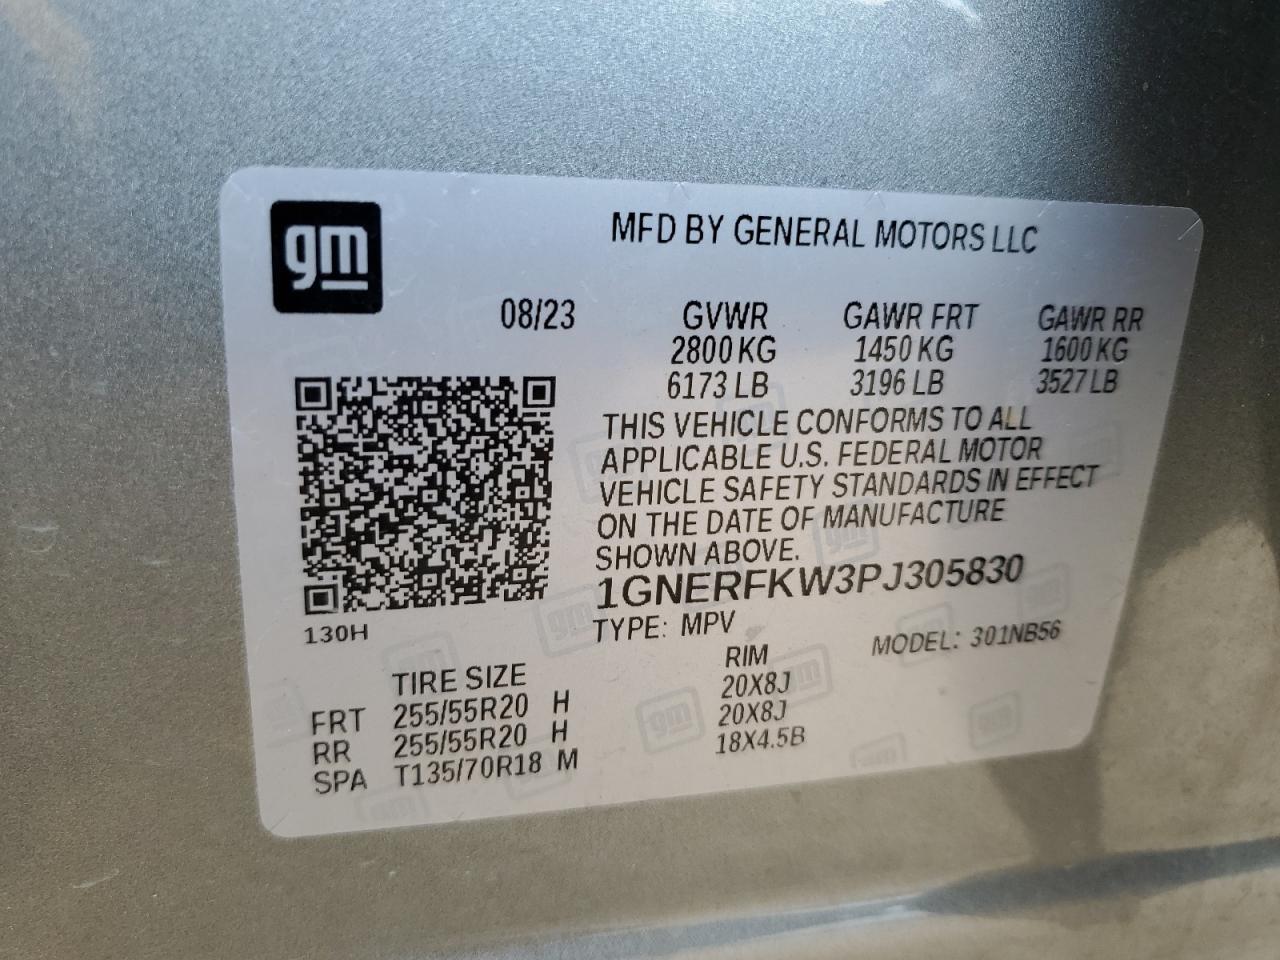 gm
MFD BY GENERAL MOTORS LLC
08/23 GVWR GAWR FRT GAWR RR
2800 KG 1450 KG 1600 KG
6173 LB 3196 LB 3527 LB
THIS VEHICLE CONFORMS TO ALL
APPLICABLE U.S. FEDERAL MOTOR
VEHICLE SAFETY STANDARDS IN EFFECT
ON THE DATE OF MANUFACTURE
SHOWN ABOVE.
1GNERFKW3PJ305830
130H
TYPE: MPV MODEL: 301NB56
TIRE SIZE RIM
FRT 255/55R20 H 20X8J
RR 255/55R20 H 20X8J
SPA T135/70R18 M 18X4.5B